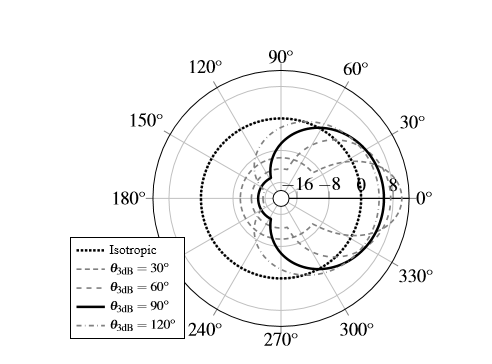 90°
120°
60°
150°
30°
180°
−16 −8 0 8
0°
Isotropic
θ3dB = 30°
θ3dB = 60°
θ3dB = 90°
θ3dB = 120°
330°
240°
300°
270°